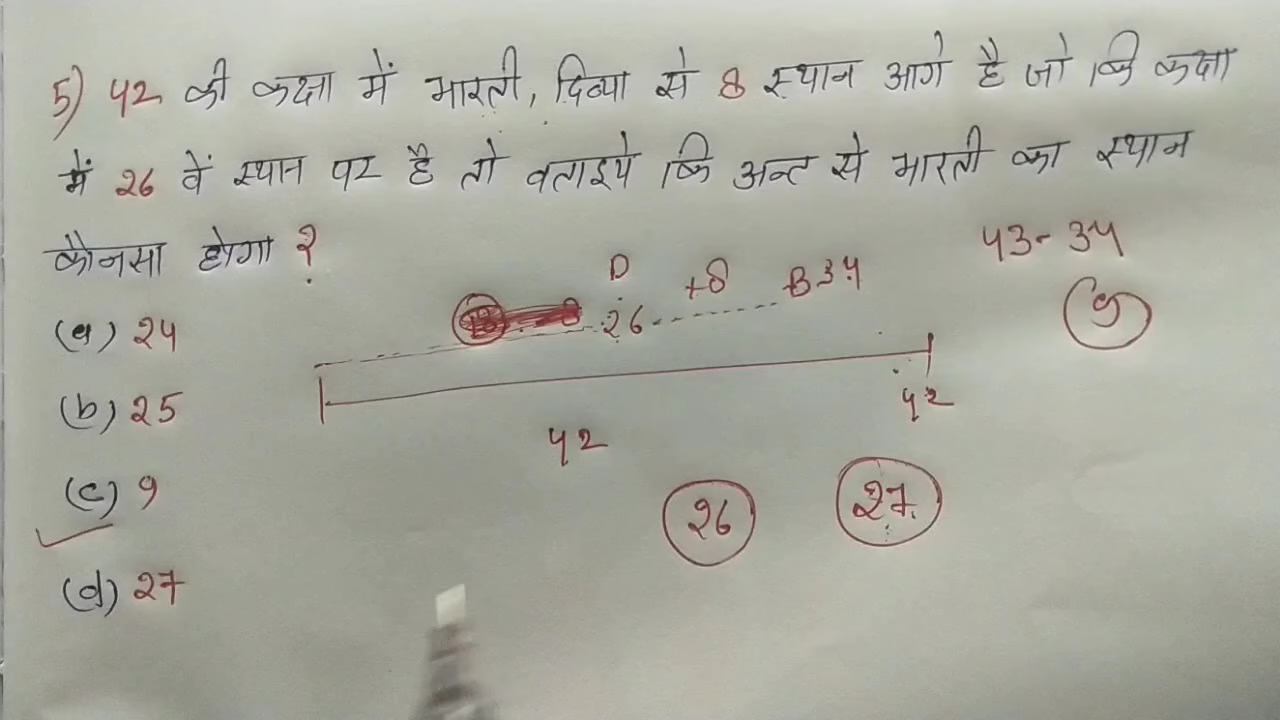 5) 42 की कक्षा में भारती, दिव्या से 8 स्थान आगे है जो कि कक्षा
में 26 वें स्थान पर है तो बताइये कि अन्त से भारती का स्थान
कौनसा होगा ?
43-34
D +8 B 34
26
9
(a) 24
(b) 25
42
42
(c) 9
26 27
(d) 27